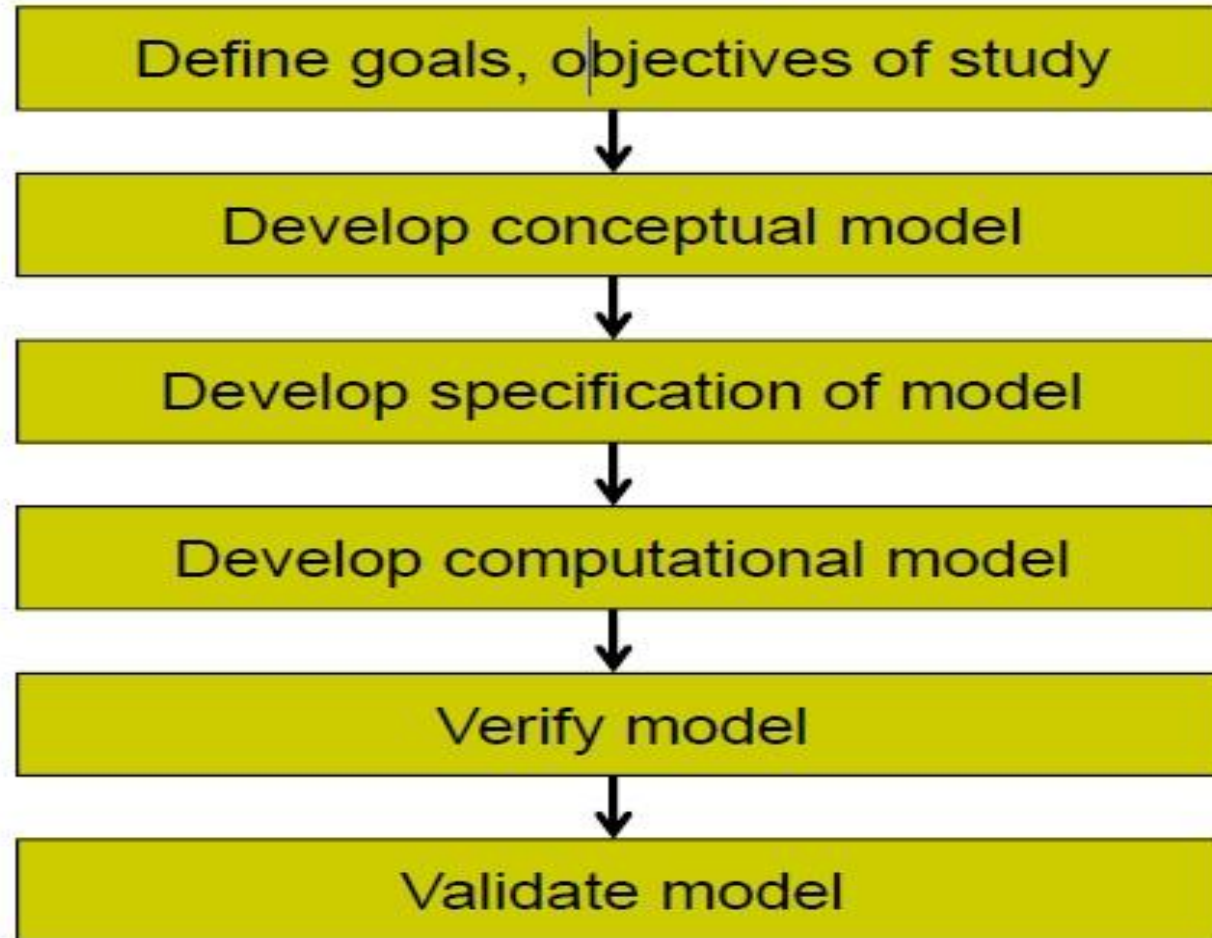 Define goals, objectives of study
Develop conceptual model
Develop specification of model
Develop computational model
Verify model
Validate model